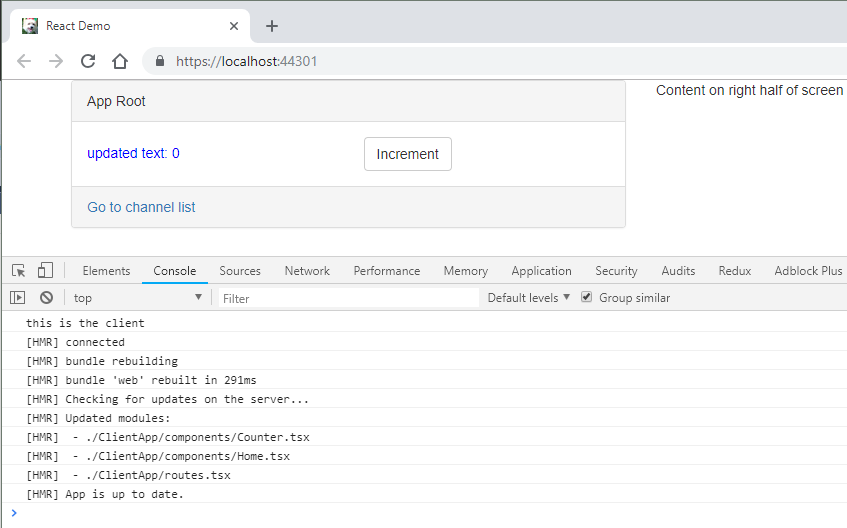 React Demo
https://localhost:44301
App Root
Content on right half of screen
updated text: 0
Increment
Go to channel list
Elements Console Sources Network Performance Memory Application Security Audits Redux Adblock Plus
top Filter Default levels Group similar
this is the client
[HMR] connected
[HMR] bundle rebuilding
[HMR] bundle 'web' rebuilt in 291ms
[HMR] Checking for updates on the server...
[HMR] Updated modules:
[HMR]  - ./ClientApp/components/Counter.tsx
[HMR]  - ./ClientApp/components/Home.tsx
[HMR]  - ./ClientApp/routes.tsx
[HMR] App is up to date.